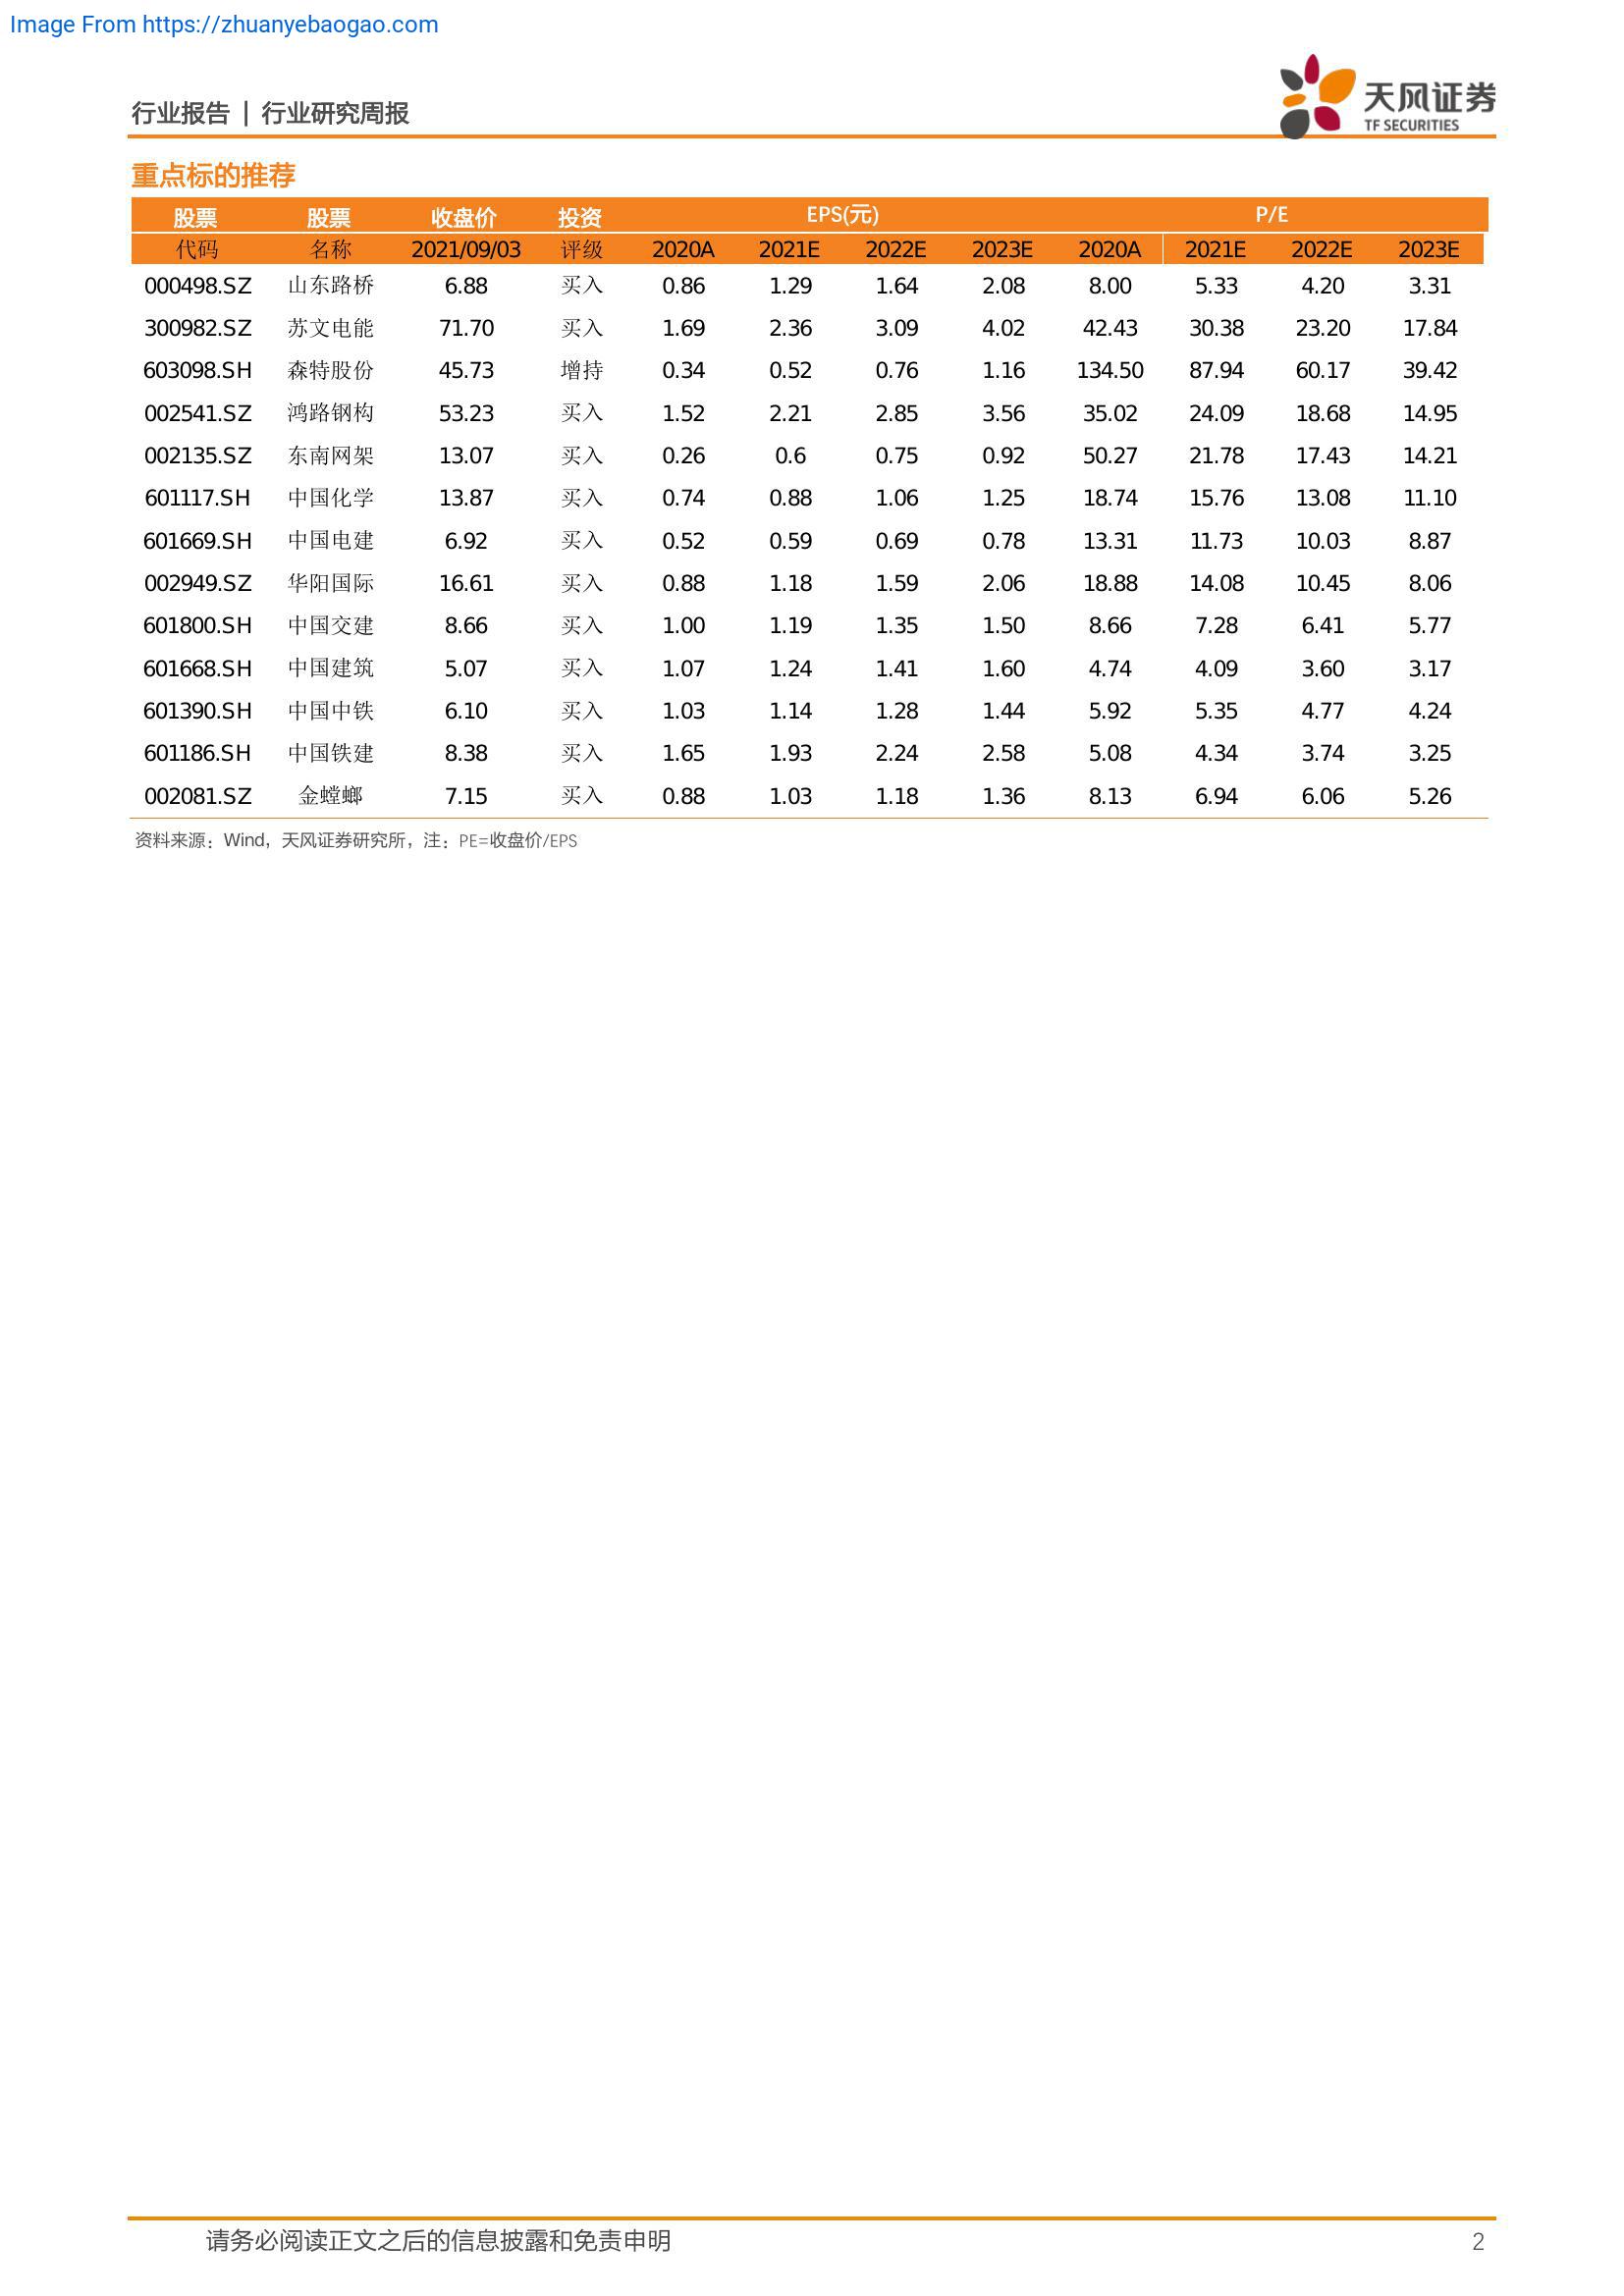 Image From https://zhuanyebaogao.com
行业报告 | 行业研究周报
天风证券
TF SECURITIES
重点标的推荐
股票 股票 收盘价 投资 EPS(元) P/E
代码 名称 2021/09/03 评级 2020A 2021E 2022E 2023E 2020A 2021E 2022E 2023E
000498.SZ 山东路桥 6.88 买入 0.86 1.29 1.64 2.08 8.00 5.33 4.20 3.31
300982.SZ 苏文电能 71.70 买入 1.69 2.36 3.09 4.02 42.43 30.38 23.20 17.84
603098.SH 森特股份 45.73 增持 0.34 0.52 0.76 1.16 134.50 87.94 60.17 39.42
002541.SZ 鸿路钢构 53.23 买入 1.52 2.21 2.85 3.56 35.02 24.09 18.68 14.95
002135.SZ 东南网架 13.07 买入 0.26 0.6 0.75 0.92 50.27 21.78 17.43 14.21
601117.SH 中国化学 13.87 买入 0.74 0.88 1.06 1.25 18.74 15.76 13.08 11.10
601669.SH 中国电建 6.92 买入 0.52 0.59 0.69 0.78 13.31 11.73 10.03 8.87
002949.SZ 华阳国际 16.61 买入 0.88 1.18 1.59 2.06 18.88 14.08 10.45 8.06
601800.SH 中国交建 8.66 买入 1.00 1.19 1.35 1.50 8.66 7.28 6.41 5.77
601668.SH 中国建筑 5.07 买入 1.07 1.24 1.41 1.60 4.74 4.09 3.60 3.17
601390.SH 中国中铁 6.10 买入 1.03 1.14 1.28 1.44 5.92 5.35 4.77 4.24
601186.SH 中国铁建 8.38 买入 1.65 1.93 2.24 2.58 5.08 4.34 3.74 3.25
002081.SZ 金螳螂 7.15 买入 0.88 1.03 1.18 1.36 8.13 6.94 6.06 5.26
资料来源：Wind，天风证券研究所，注：PE=收盘价/EPS
请务必阅读正文之后的信息披露和免责申明 2